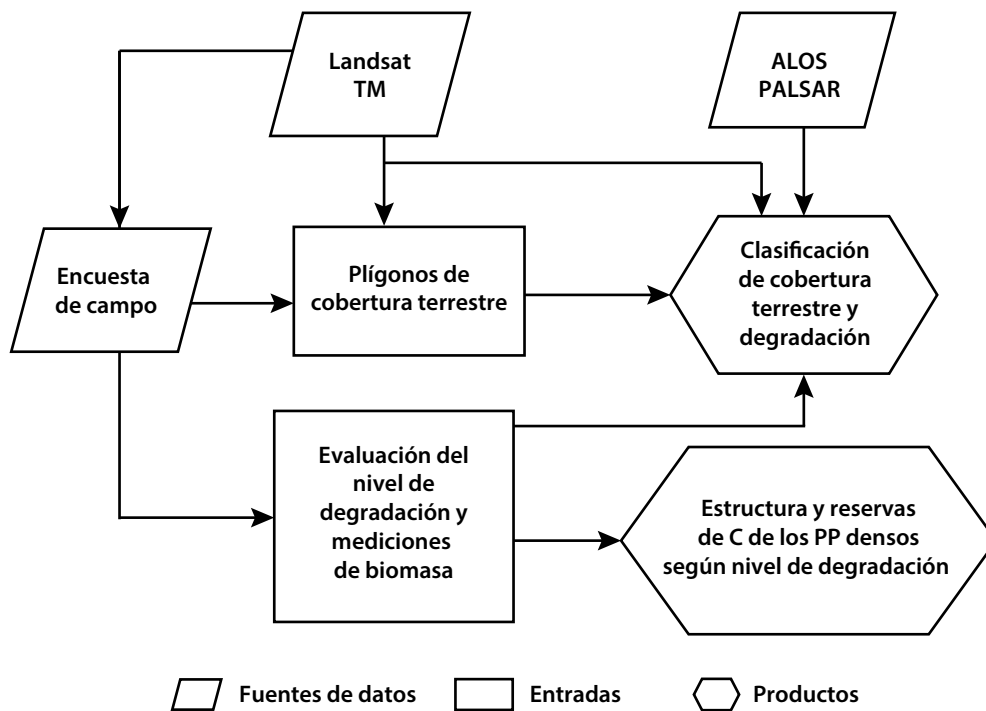 Landsat
TM
ALOS
PALSAR
Encuesta
de campo
Plígonos de
cobertura terrestre
Clasificación
de cobertura
terrestre y
degradación
Evaluación del
nivel de
degradación y
mediciones
de biomasa
Estructura y reservas
de C de los PP densos
según nivel de degradación
Fuentes de datos
Entradas
Productos